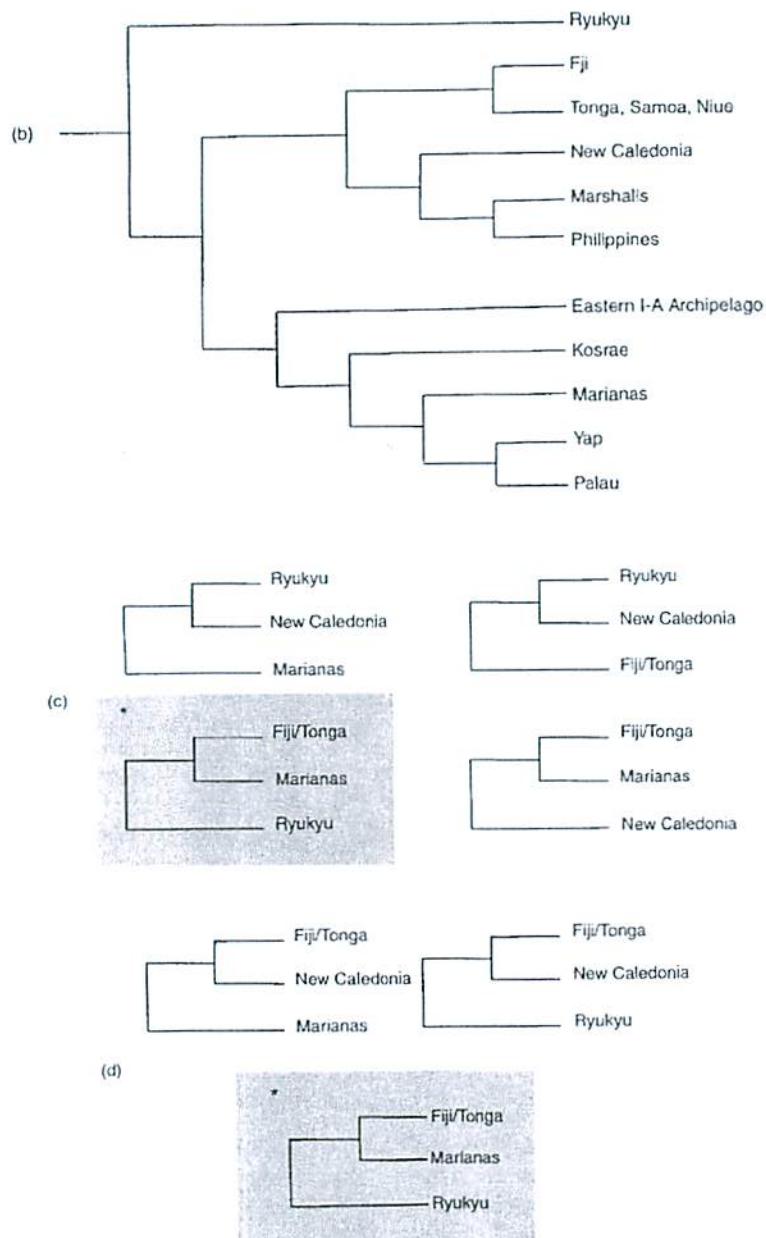 Ryukyu
Fji
Tonga, Samoa, Niue
(b)
New Caledonia
Marshalls
Philippines
Eastern I-A Archipelago
Kosrae
Marianas
Yap
Palau
Ryukyu
New Caledonia
Marianas
Ryukyu
New Caledonia
Fiji/Tonga
(c)
*
Fiji/Tonga
Marianas
Ryukyu
Fiji/Tonga
Marianas
New Caledonia
Fiji/Tonga
New Caledonia
Marianas
Fiji/Tonga
New Caledonia
Ryukyu
(d)
*
Fiji/Tonga
Marianas
Ryukyu